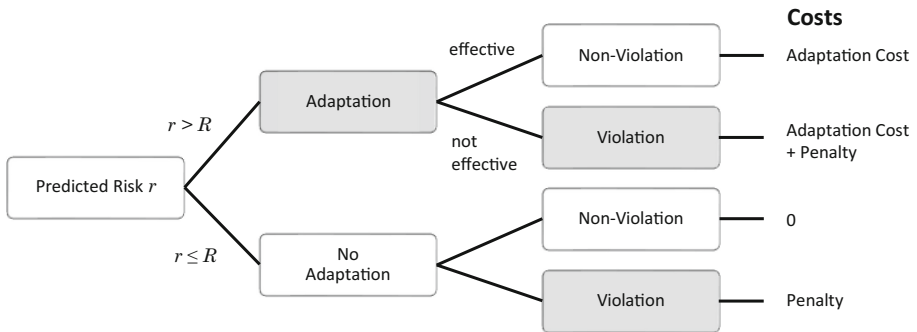 Costs
effective
Non-Violation
Adaptation Cost
Adaptation
r > R
not
effective
Violation
Adaptation Cost
+ Penalty
Predicted Risk r
Non-Violation
0
r ≤ R
No
Adaptation
Violation
Penalty